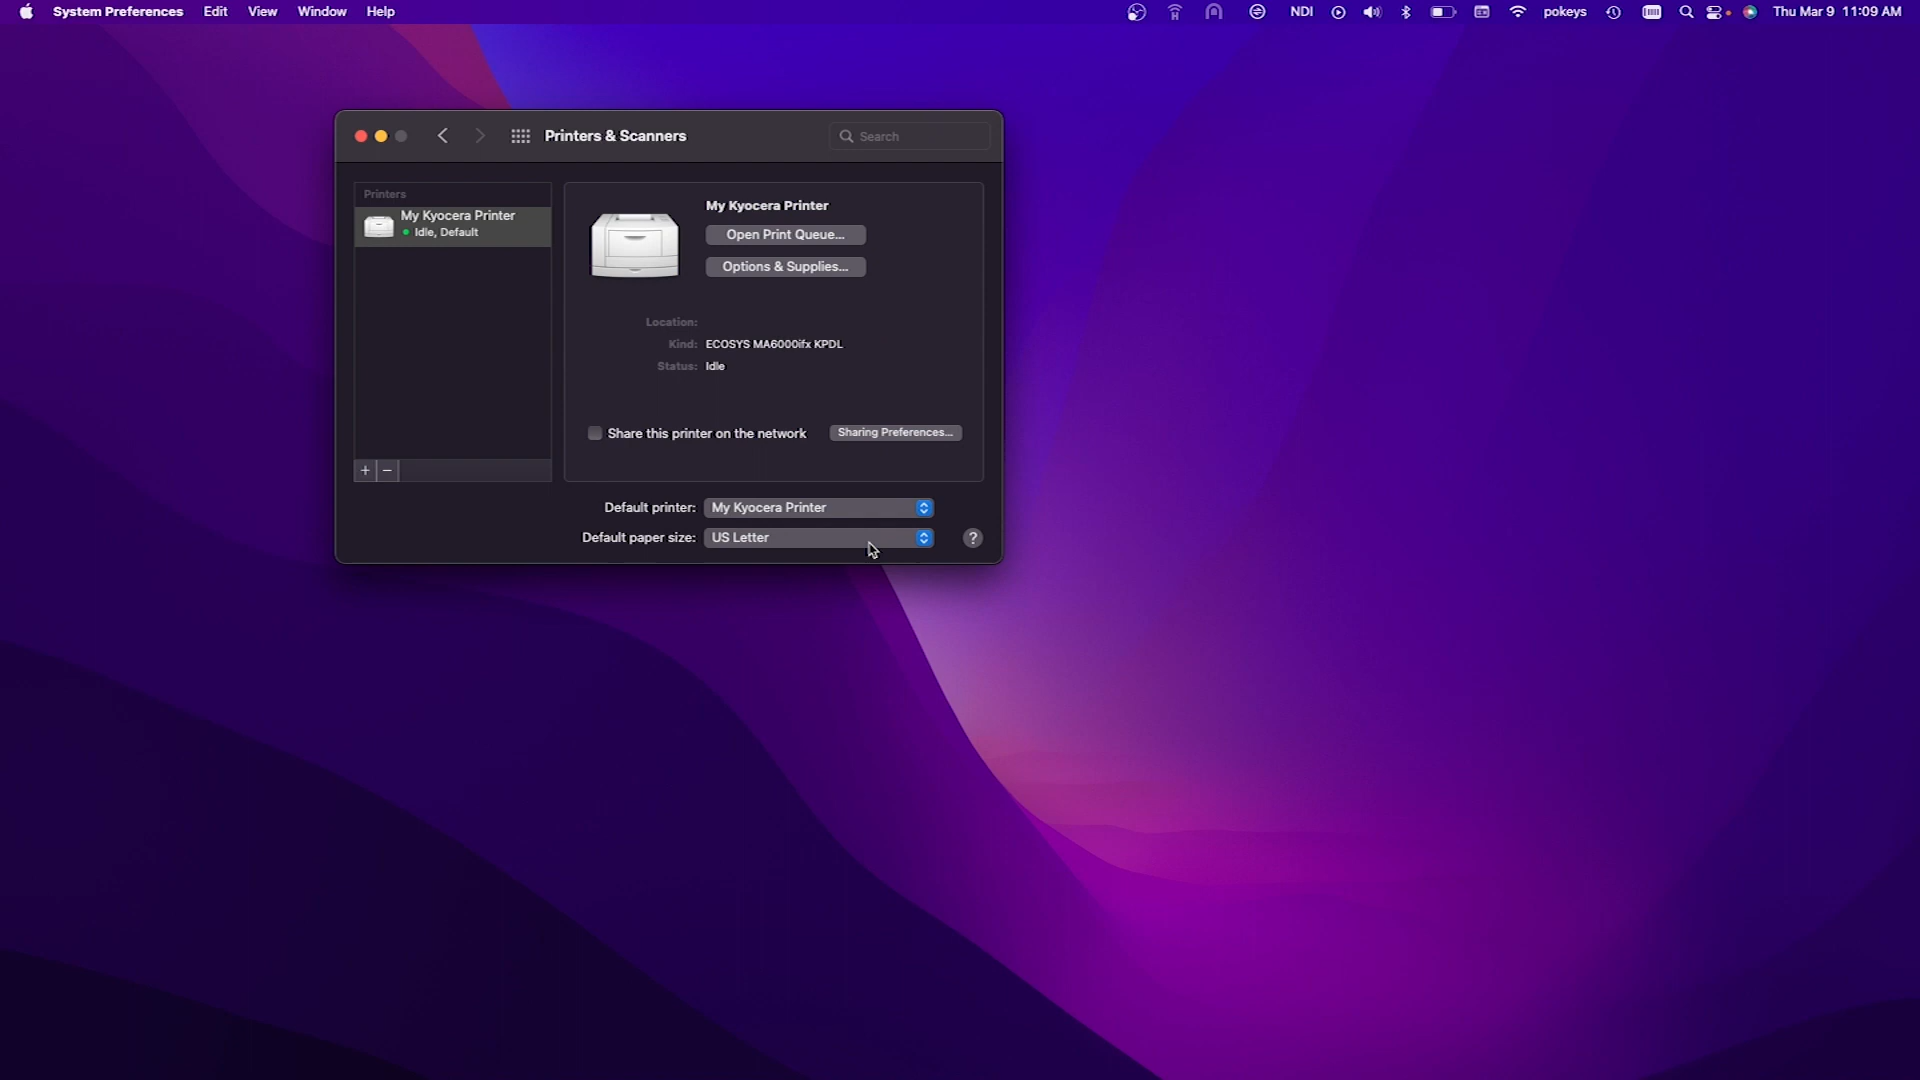 System Preferences Edit View Window Help NDI pokeys Thu Mar 9 11:09 AM
Printers & Scanners
Search
Printers
My Kyocera Printer
Idle, Default
My Kyocera Printer
Open Print Queue...
Options & Supplies...
Location:
Kind: ECOSYS MA6000ifx KPDL
Status: Idle
Share this printer on the network Sharing Preferences...
+ −
Default printer: My Kyocera Printer
Default paper size: US Letter ?